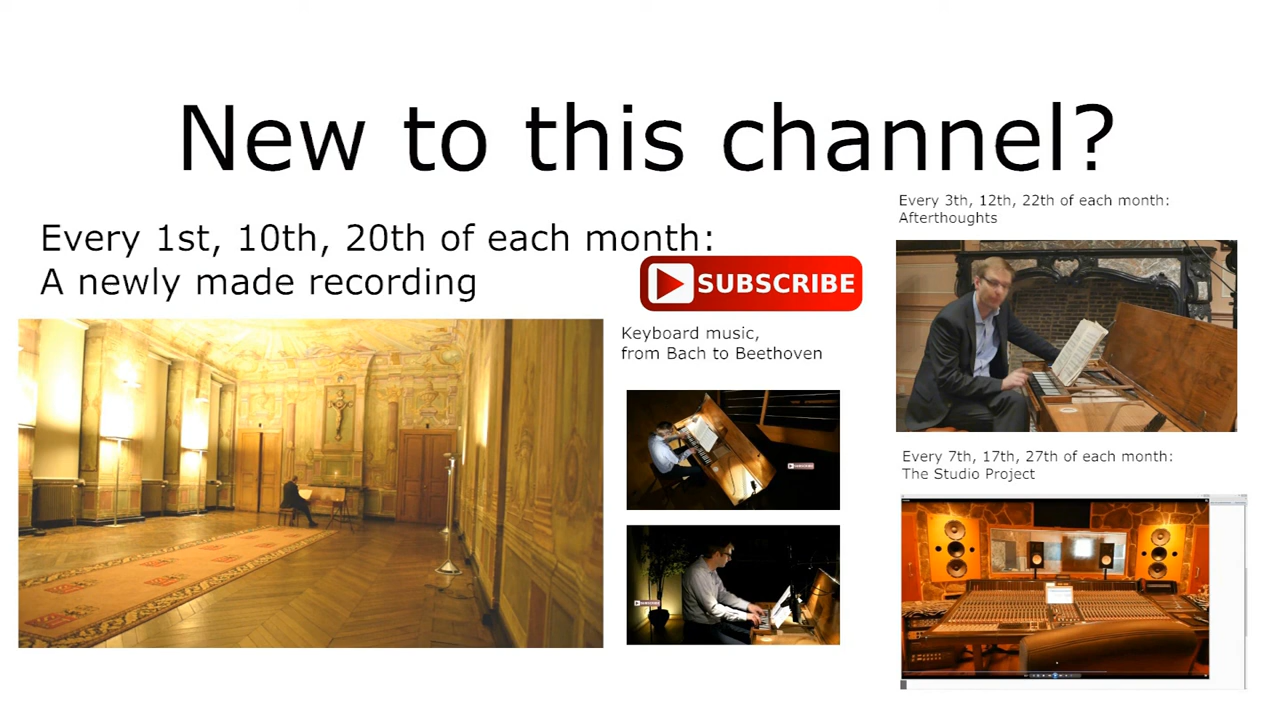 New to this channel?
Every 1st, 10th, 20th of each month:
A newly made recording
SUBSCRIBE
Keyboard music,
from Bach to Beethoven
Every 3th, 12th, 22th of each month:
Afterthoughts
Every 7th, 17th, 27th of each month:
The Studio Project